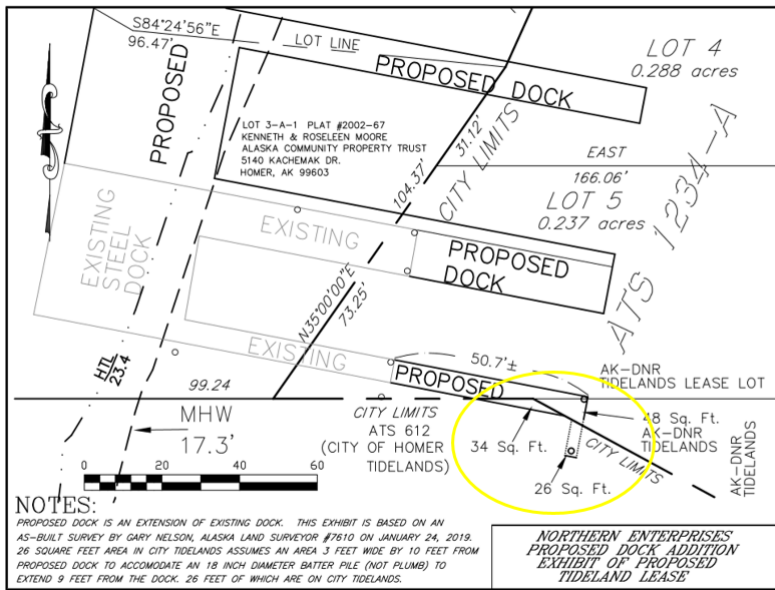 S84°24'56"E
96.47'
LOT LINE
LOT 4
0.288 acres
PROPOSED
PROPOSED DOCK
LOT 3-A-1 PLAT #2002-67
KENNETH & ROSELEEN MOORE
ALASKA COMMUNITY PROPERTY TRUST
5140 KACHEMAK DR.
HOMER, AK 99603
31.12'
CITY LIMITS
104.37'
EAST
166.06'
LOT 5
0.237 acres
ATS 1234-A
EXISTING
STEEL
DOCK
EXISTING
PROPOSED
DOCK
N35°00'00"E
73.25'
EXISTING
PROPOSED
50.7'±
AK-DNR
TIDELANDS LEASE LOT
HTL
23.4
99.24
MHW
17.3'
CITY LIMITS
ATS 612
(CITY OF HOMER
TIDELANDS)
34 Sq. Ft.
48 Sq. Ft.
AK-DNR
TIDELANDS
CITY LIMITS
26 Sq. Ft.
AK-DNR
TIDELANDS
0 10 20 40 60
NOTES:
PROPOSED DOCK IS AN EXTENSION OF EXISTING DOCK. THIS EXHIBIT IS BASED ON AN
AS-BUILT SURVEY BY GARY NELSON, ALASKA LAND SURVEYOR #7610 ON JANUARY 24, 2019.
26 SQUARE FEET AREA IN CITY TIDELANDS ASSUMES AN AREA 3 FEET WIDE BY 10 FEET FROM
PROPOSED DOCK TO ACCOMODATE AN 18 INCH DIAMETER BATTER PILE (NOT PLUMB) TO
EXTEND 9 FEET FROM THE DOCK. 26 FEET OF WHICH ARE ON CITY TIDELANDS.
NORTHERN ENTERPRISES
PROPOSED DOCK ADDITION
EXHIBIT OF PROPOSED
TIDELAND LEASE